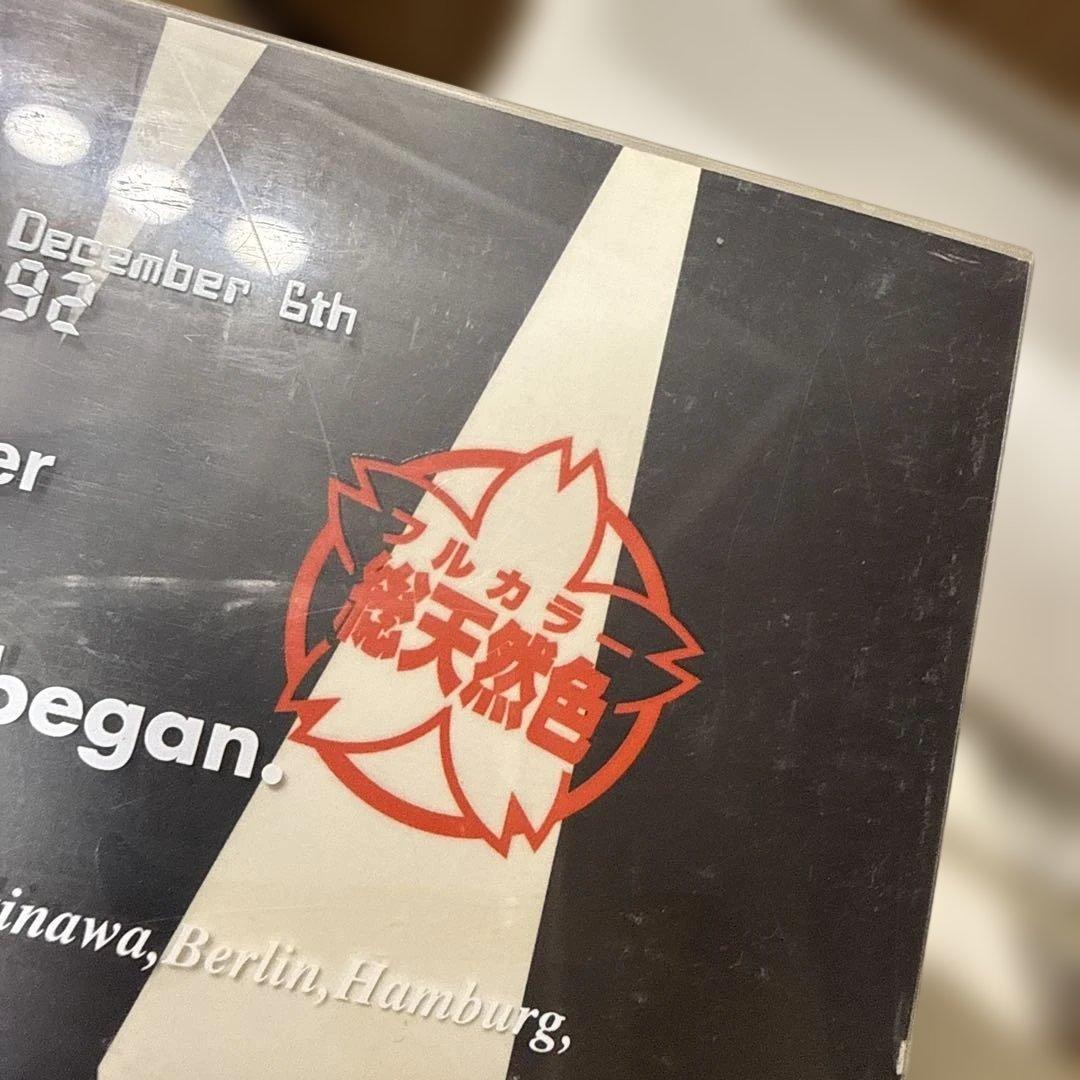 December 6th
92
er
フルカラー
総天然色
began.
inawa,Berlin,Hamburg,